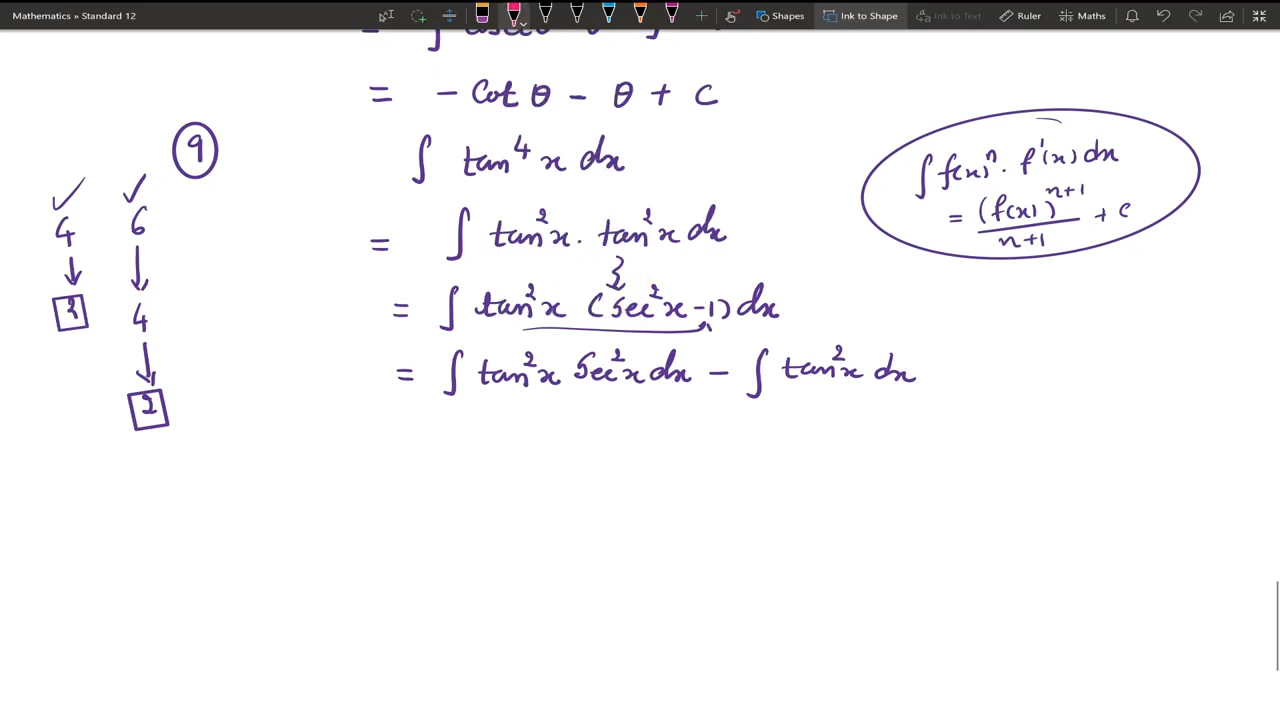 Mathematics » Standard 12
Shapes Ink to Shape Ink to Text Ruler Maths
= - Cot θ - θ + c
9
∫ tan⁴ x dx
∫ f(x)ⁿ · f'(x) dx
= (f(x))ⁿ⁺¹ / n+1 + c
4 6
= ∫ tan²x · tan²x dx
= ∫ tan²x (Sec²x - 1) dx
4
= ∫ tan²x Sec²x dx - ∫ tan²x dx
2